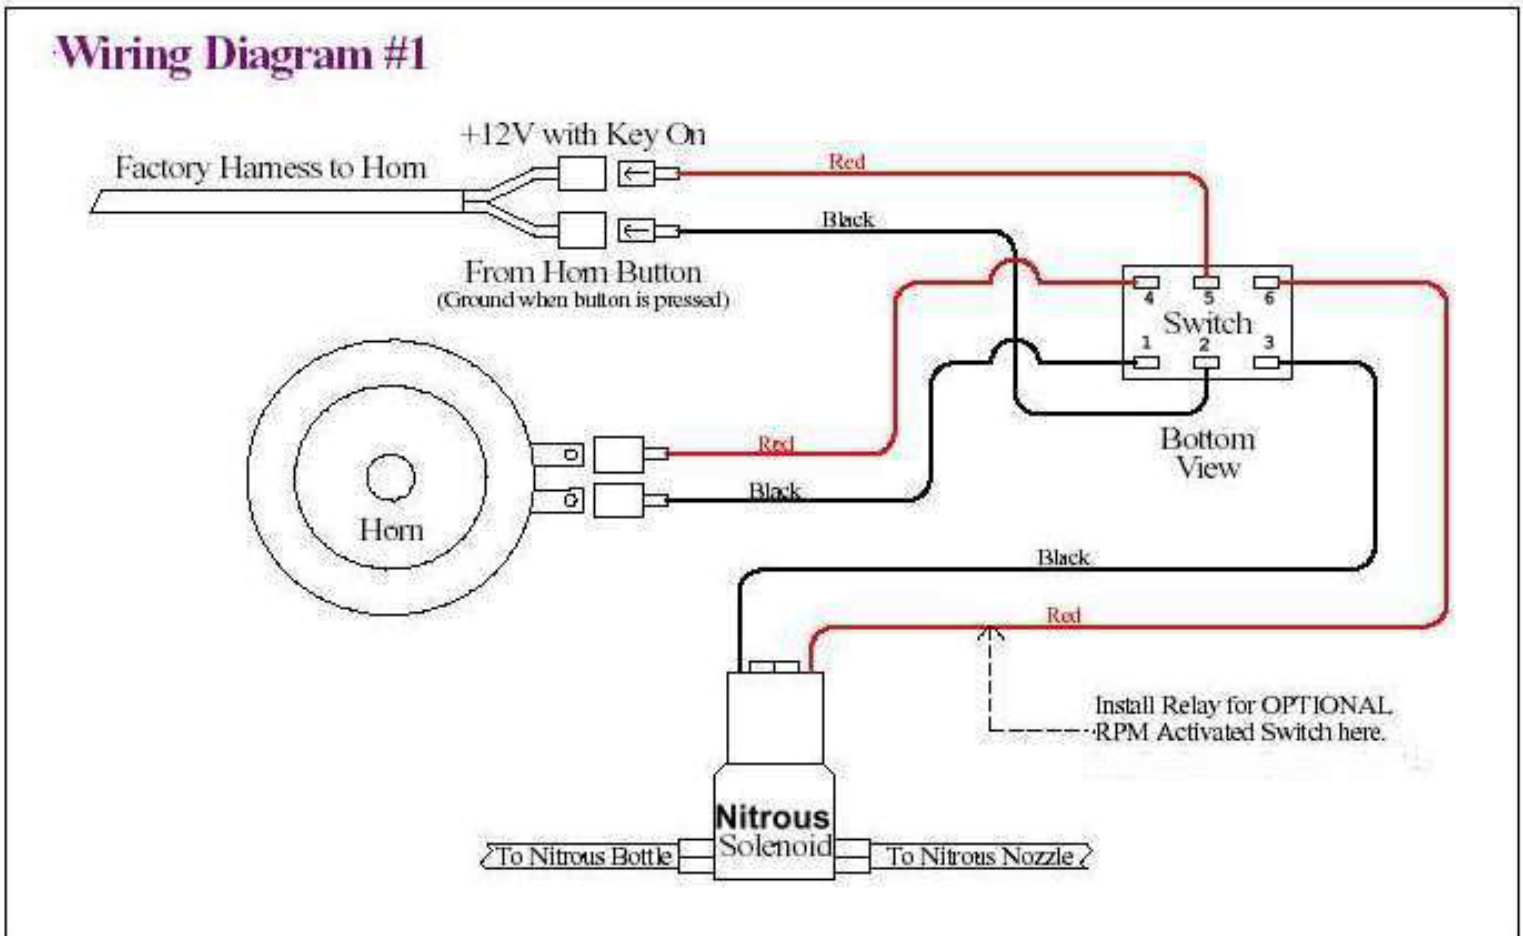 Wiring Diagram #1
+12V with Key On
Factory Harness to Horn
Red
Black
From Horn Button
(Ground when button is pressed)
4 5 6
Switch
1 2 3
Bottom
View
Red
Black
Horn
Black
Red
Install Relay for OPTIONAL
RPM Activated Switch here.
Nitrous
Solenoid
To Nitrous Bottle
To Nitrous Nozzle